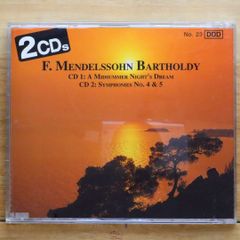 2CDs
No. 23 DDD
F. MENDELSSOHN BARTHOLDY
CD 1: A MIDSUMMER NIGHT'S DREAM
CD 2: SYMPHONIES NO. 4 & 5